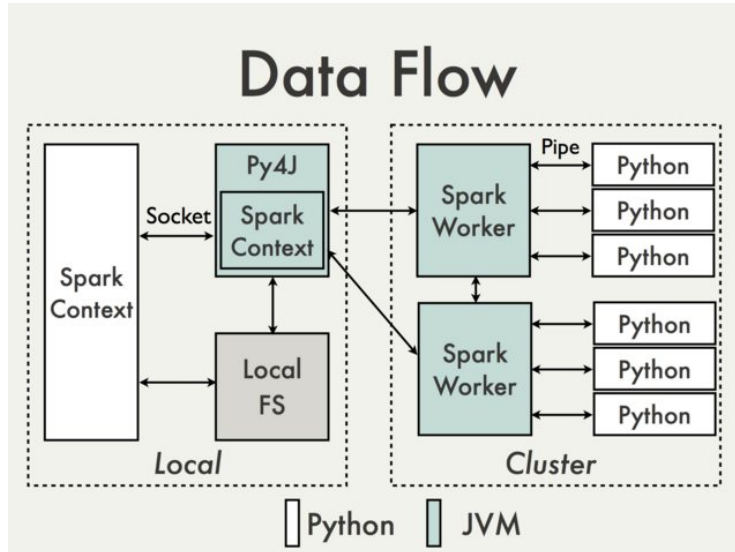 Data Flow
Spark
Context
Socket
Py4J
Spark
Context
Local
FS
Local
Spark
Worker
Pipe
Python
Python
Python
Spark
Worker
Python
Python
Python
Cluster
Python
JVM